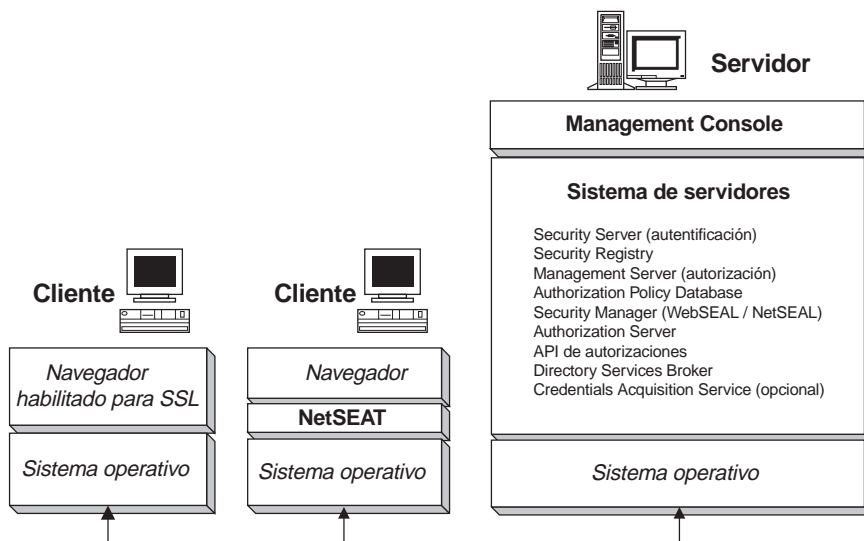 Servidor
Management Console
Sistema de servidores
Security Server (autentificación)
Security Registry
Management Server (autorización)
Authorization Policy Database
Security Manager (WebSEAL / NetSEAL)
Authorization Server
API de autorizaciones
Directory Services Broker
Credentials Acquisition Service (opcional)
Sistema operativo
Cliente
Navegador
habilitado para SSL
Sistema operativo
Cliente
Navegador
NetSEAT
Sistema operativo